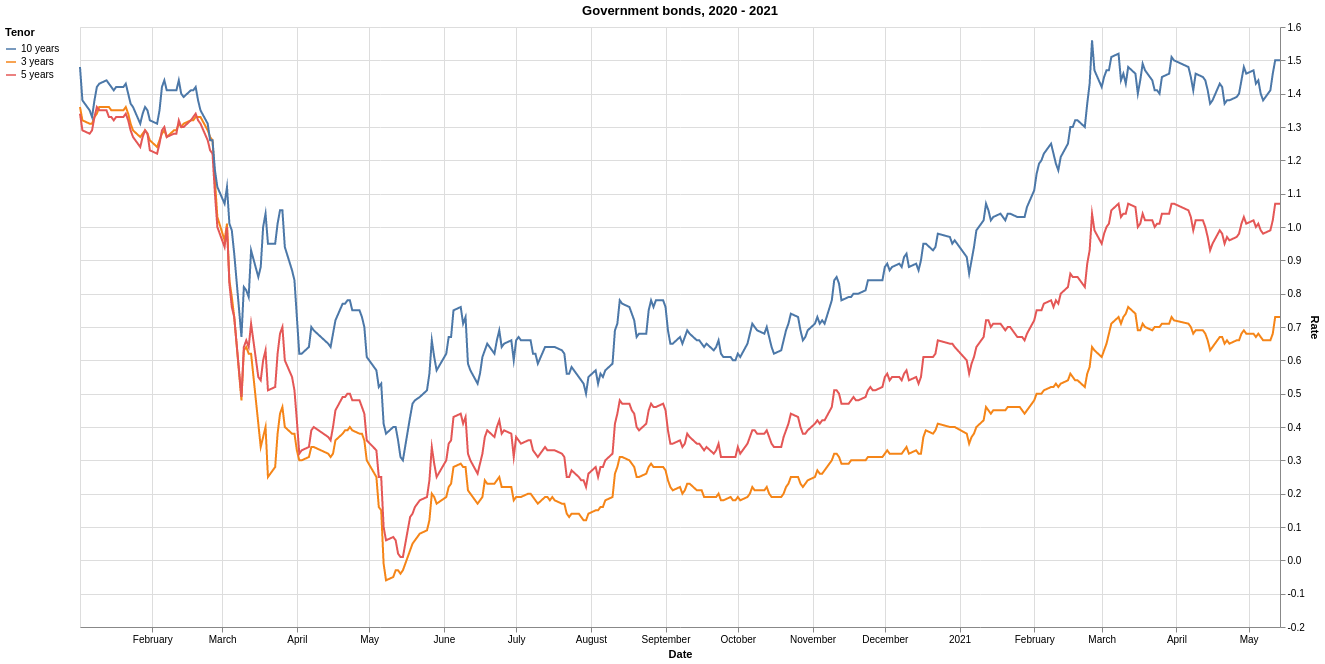 Government bonds, 2020 - 2021
Tenor
10 years
3 years
5 years
1.6
1.5
1.4
1.3
1.2
1.1
1.0
0.9
0.8
0.7
0.6
0.5
0.4
0.3
0.2
0.1
0.0
-0.1
-0.2
Rate
February March April May June July August September October November December 2021 February March April May
Date